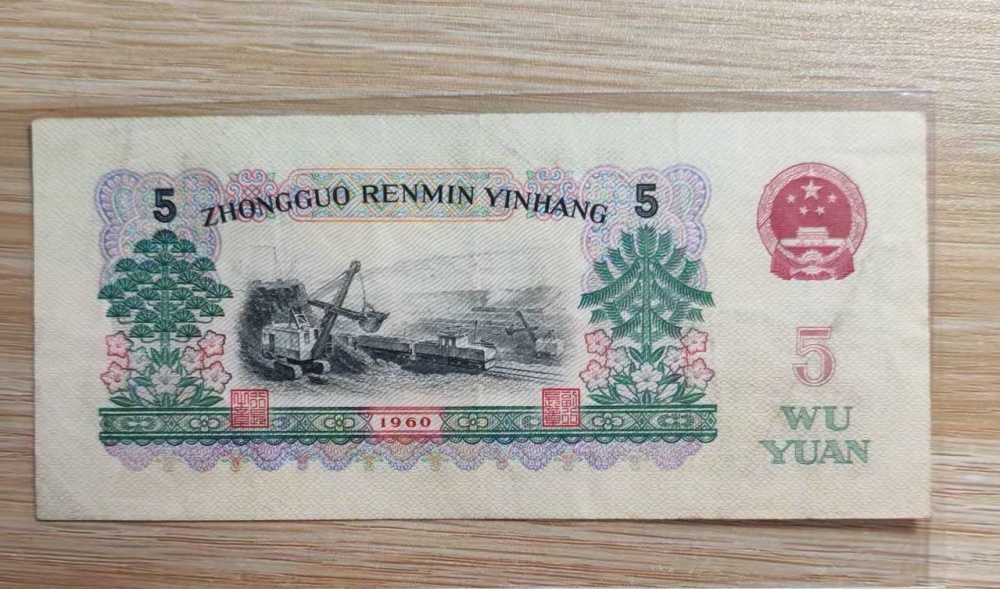 5 ZHONGGUO RENMIN YINHANG 5
1960
5
WU
YUAN